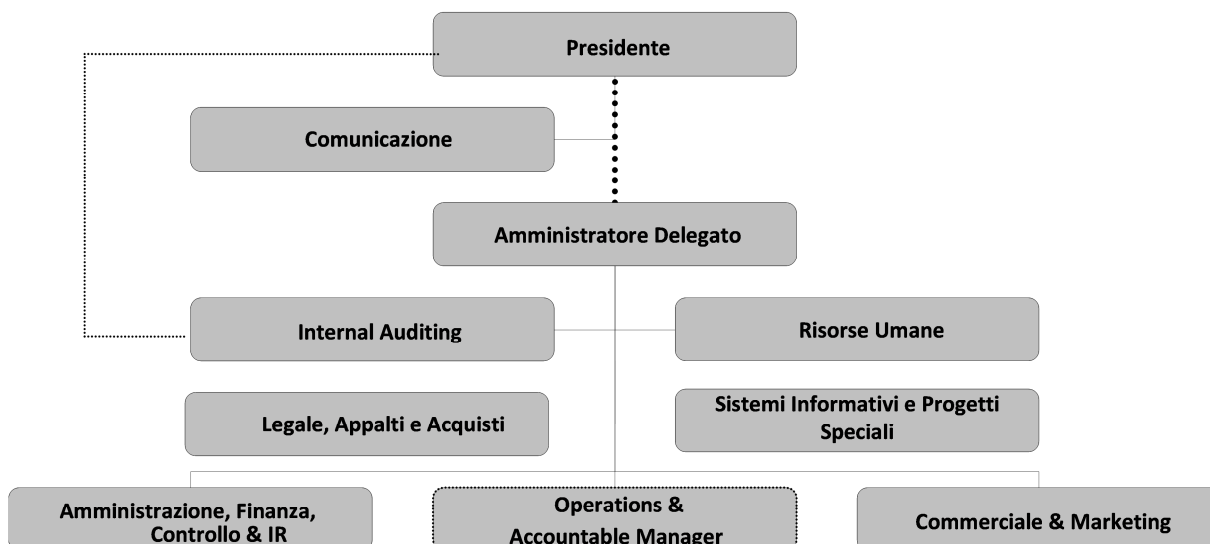 Presidente
Comunicazione
Amministratore Delegato
Internal Auditing
Risorse Umane
Legale, Appalti e Acquisti
Sistemi Informativi e Progetti
Speciali
Amministrazione, Finanza,
Controllo & IR
Operations &
Accountable Manager
Commerciale & Marketing